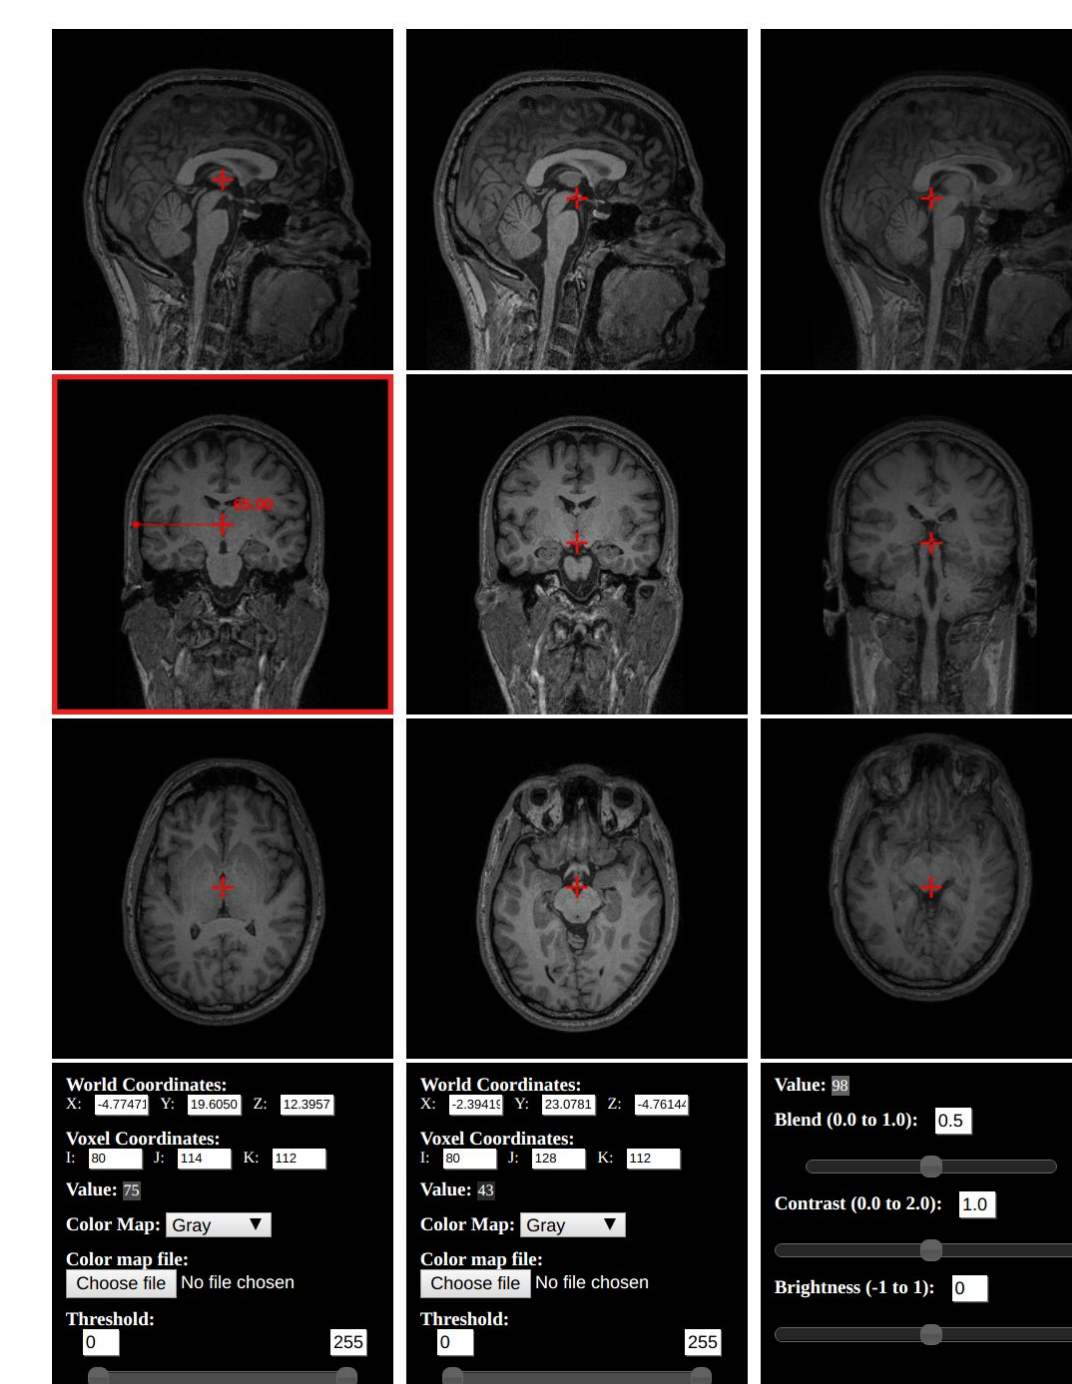 65.00
World Coordinates:
X: -4.77471 Y: 19.6050 Z: 12.3957
Voxel Coordinates:
I: 80 J: 114 K: 112
Value: 75
Color Map: Gray ▼
Color map file:
Choose file No file chosen
Threshold:
0 255
World Coordinates:
X: -2.39419 Y: 23.0781 Z: -4.76144
Voxel Coordinates:
I: 80 J: 128 K: 112
Value: 43
Color Map: Gray ▼
Color map file:
Choose file No file chosen
Threshold:
0 255
Value: 98
Blend (0.0 to 1.0): 0.5
Contrast (0.0 to 2.0): 1.0
Brightness (-1 to 1): 0